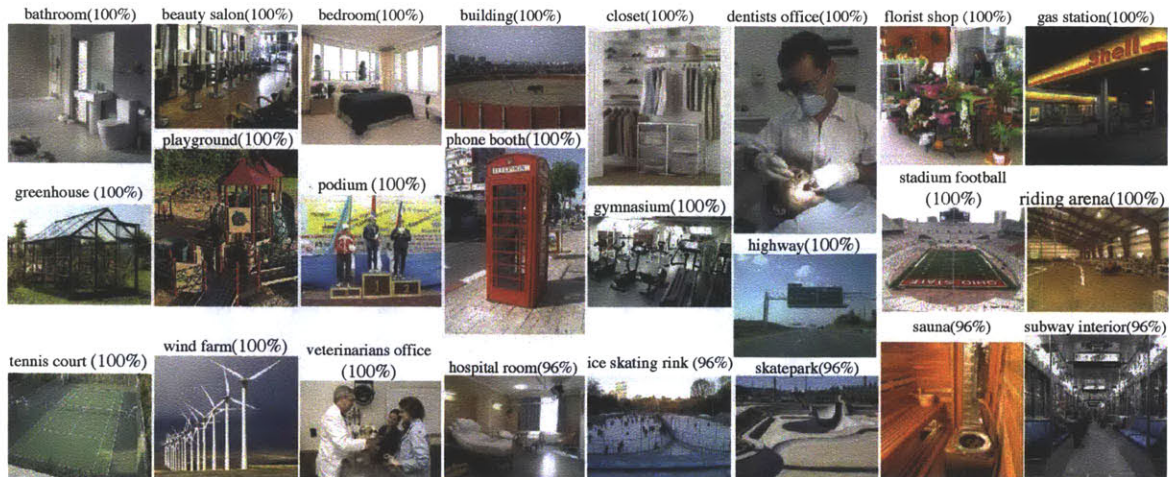 bathroom(100%)
beauty salon(100%)
bedroom(100%)
building(100%)
closet(100%)
dentists office(100%)
florist shop (100%)
gas station(100%)
Shell
playground(100%)
phone booth(100%)
TELEPHONE
greenhouse (100%)
podium (100%)
gymnasium(100%)
stadium football
(100%)
riding arena(100%)
highway(100%)
OHIO
tennis court (100%)
wind farm(100%)
veterinarians office
(100%)
hospital room(96%)
ice skating rink (96%)
skatepark(96%)
sauna(96%)
subway interior(96%)